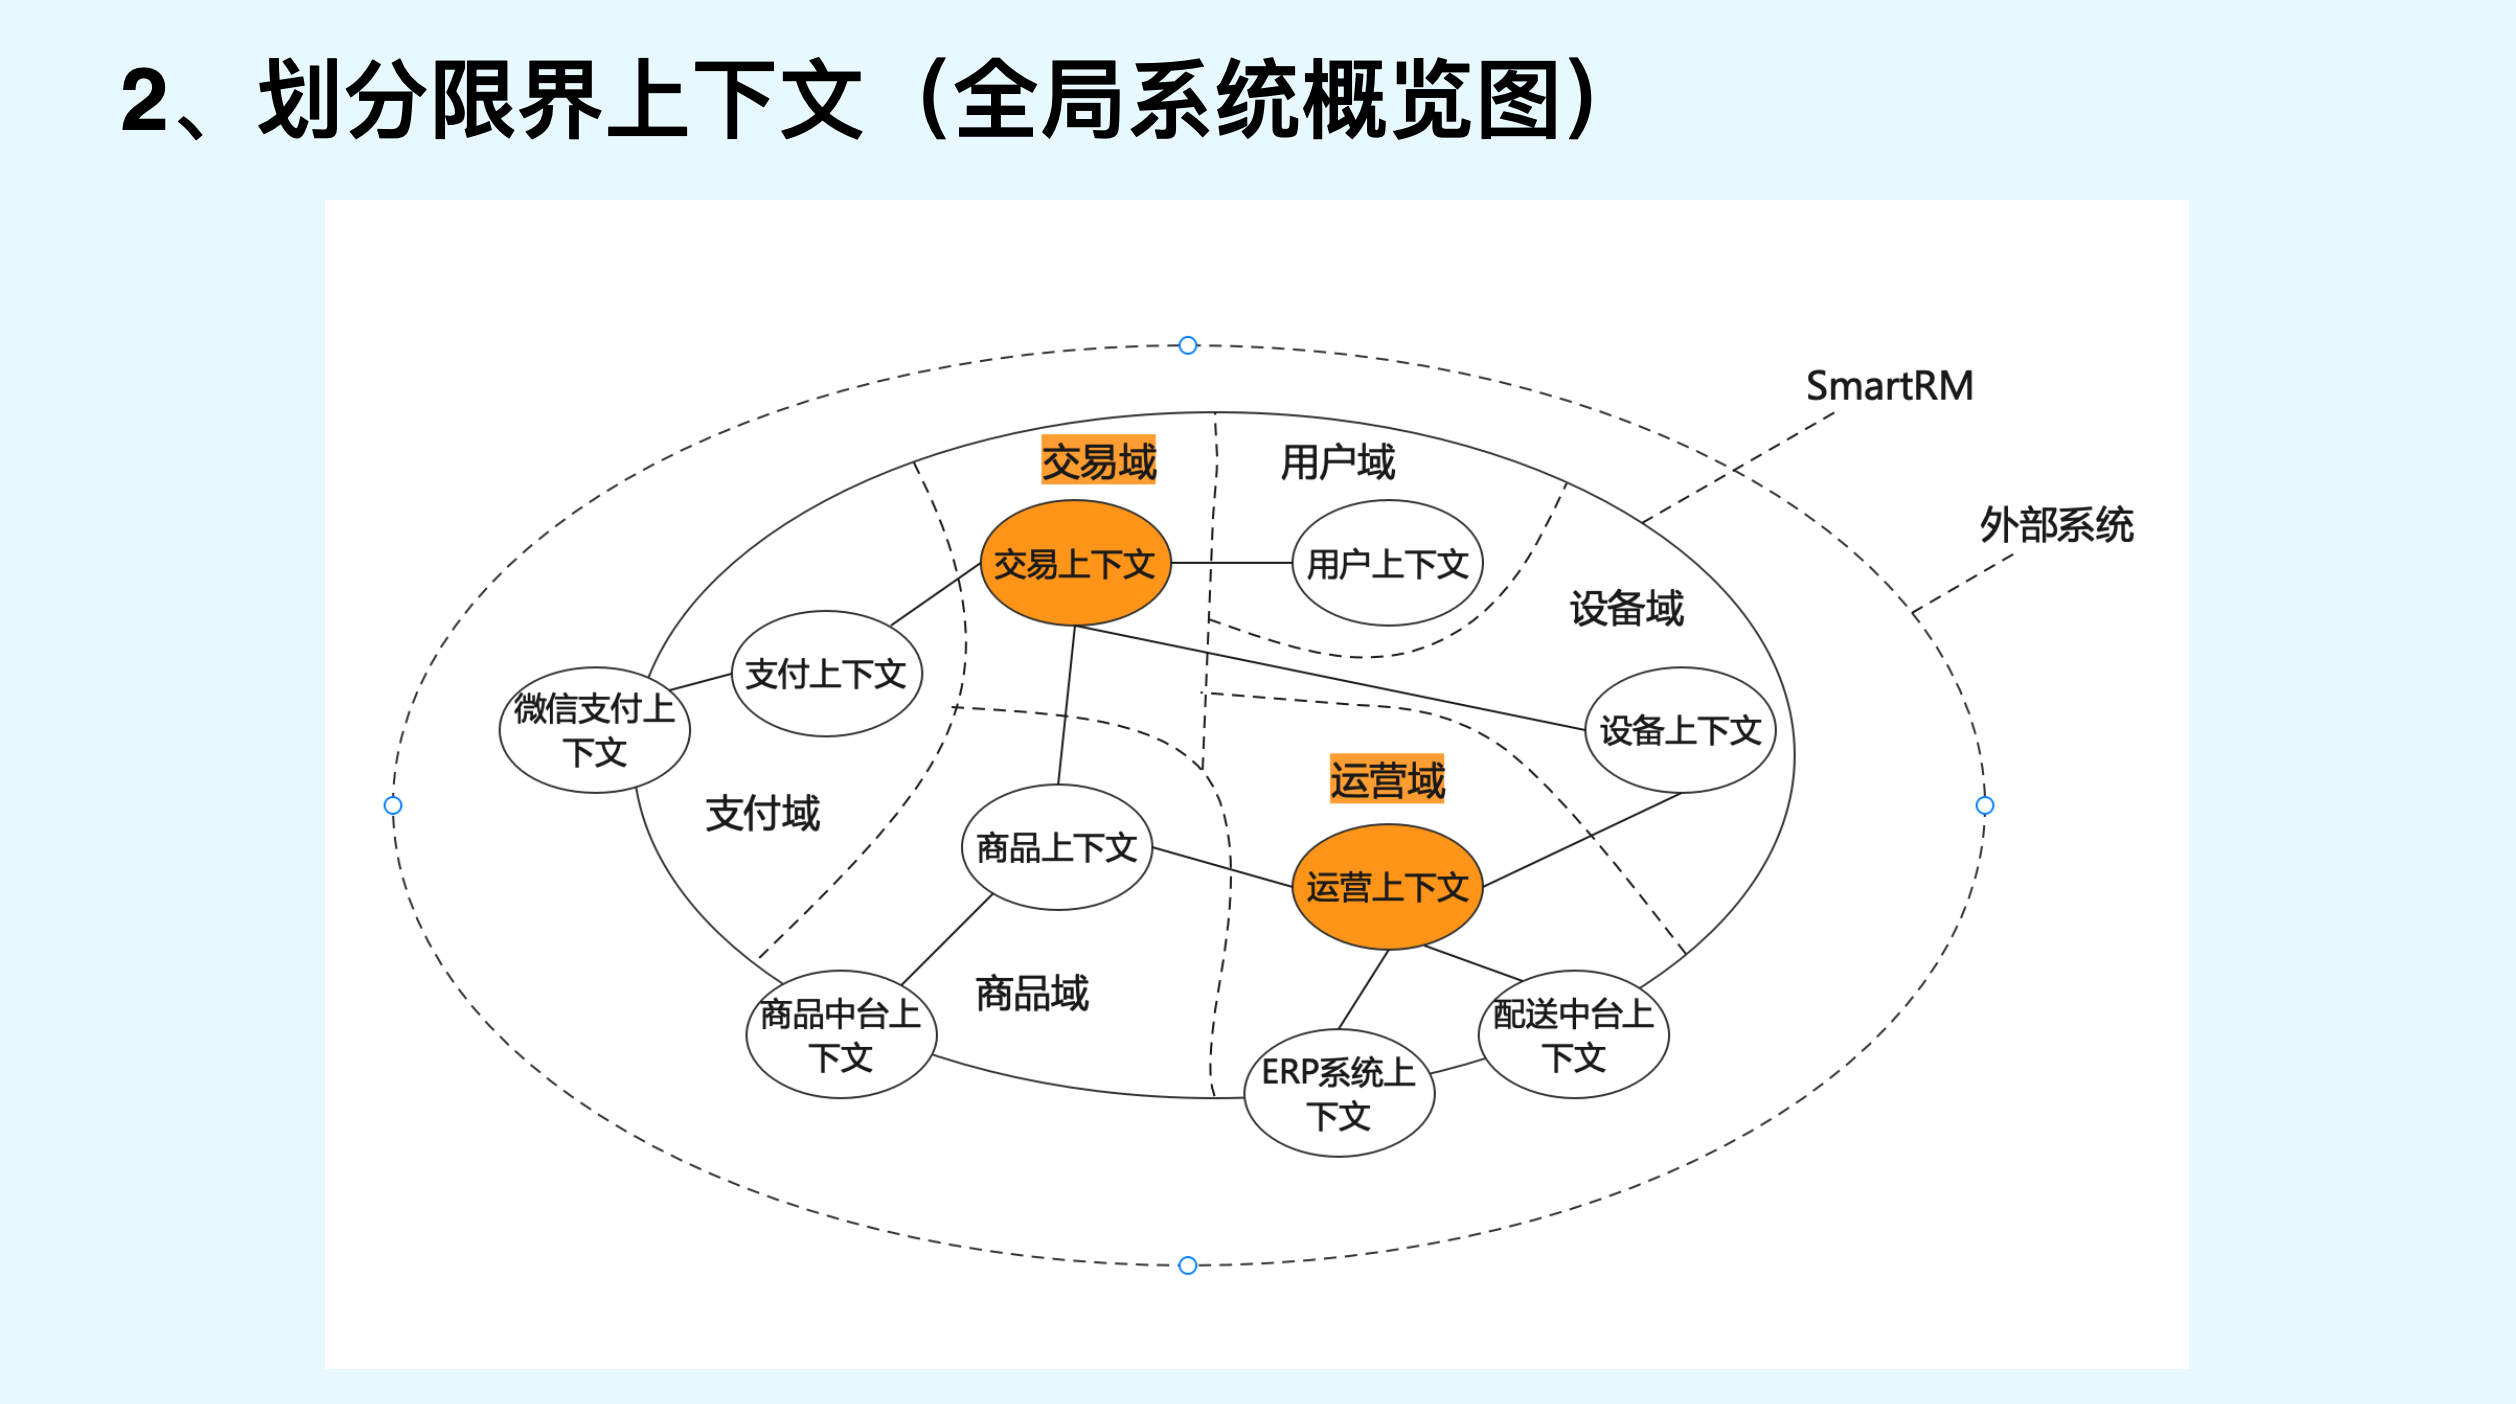 2、划分限界上下文（全局系统概览图）
SmartRM
交易域
用户域
外部系统
交易上下文
用户上下文
设备域
支付上下文
微信支付上
下文
设备上下文
运营域
支付域
商品上下文
运营上下文
商品域
商品中台上
下文
配送中台上
下文
ERP系统上
下文